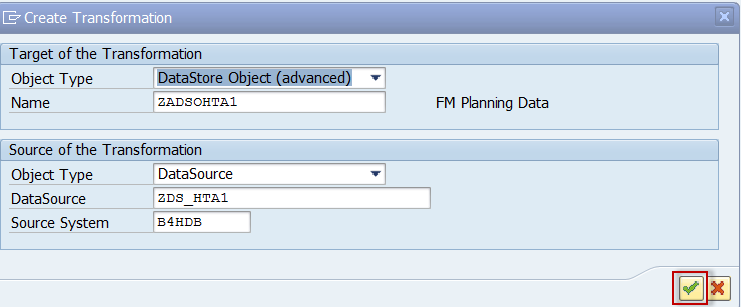 Create Transformation
Target of the Transformation
Object Type DataStore Object (advanced)
Name ZADSOHTA1 FM Planning Data
Source of the Transformation
Object Type DataSource
DataSource ZDS_HTA1
Source System B4HDB